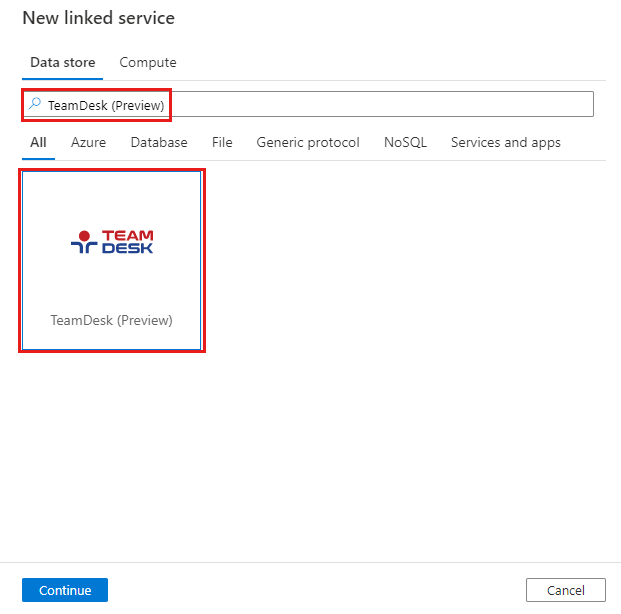 New linked service
Data store Compute
TeamDesk (Preview)
All Azure Database File Generic protocol NoSQL Services and apps
TEAM
DESK
TeamDesk (Preview)
Continue Cancel